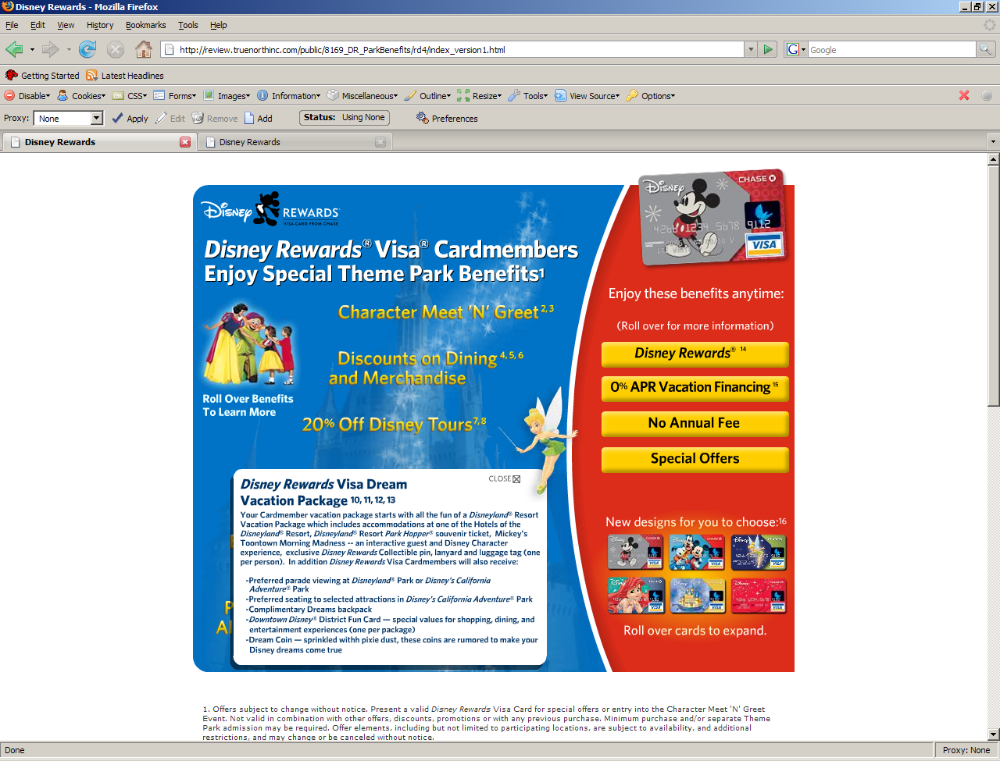 Disney Rewards - Mozilla Firefox
File Edit View History Bookmarks Tools Help
http://review.truenorthinc.com/public/8169_DR_ParkBenefits/rd4/index_version1.html
G Google
Getting Started Latest Headlines
Disable Cookies CSS Forms Images Information Miscellaneous Outline Resize Tools View Source Options
Proxy: None Apply Edit Remove Add Status: Using None Preferences
Disney Rewards
Disney Rewards
Disney REWARDS
VISA CARD FROM CHASE
Disney Rewards® Visa® Cardmembers
Enjoy Special Theme Park Benefits1
Character Meet 'N' Greet 2, 3
Discounts on Dining 4, 5, 6
and Merchandise
20% Off Disney Tours 7, 8
Roll Over Benefits
To Learn More
CLOSE
Disney Rewards Visa Dream
Vacation Package 10, 11, 12, 13
Your Cardmember vacation package starts with all the fun of a Disneyland® Resort
Vacation Package which includes accommodations at one of the Hotels of the
Disneyland® Resort, Disneyland® Resort Park Hopper® souvenir ticket, Mickey's
Toontown Morning Madness -- an interactive guest and Disney Character
experience, exclusive Disney Rewards Collectible pin, lanyard and luggage tag (one
per person). In addition Disney Rewards Visa Cardmembers will also receive:
-Preferred parade viewing at Disneyland® Park or Disney's California
Adventure® Park
-Preferred seating to selected attractions in Disney's California Adventure® Park
-Complimentary Dreams backpack
-Downtown Disney® District Fun Card — special values for shopping, dining, and
entertainment experiences (one per package)
-Dream Coin — sprinkled withh pixie dust, these coins are rumored to make your
Disney dreams come true
P
Al
Disney CHASE
4266 1234 5678 9112
VISA
Enjoy these benefits anytime:
(Roll over for more information)
Disney Rewards® 14
0% APR Vacation Financing 15
No Annual Fee
Special Offers
New designs for you to choose:16
Roll over cards to expand.
1. Offers subject to change without notice. Present a valid Disney Rewards Visa Card for special offers or entry into the Character Meet 'N' Greet
Event. Not valid in combination with other offers, discounts, promotions or with any previous purchase. Minimum purchase and/or separate Theme
Park admission may be required. Offer elements, including but not limited to participating locations, are subject to availability, and additional
restrictions, and may change or be canceled without notice.
Done
Proxy: None